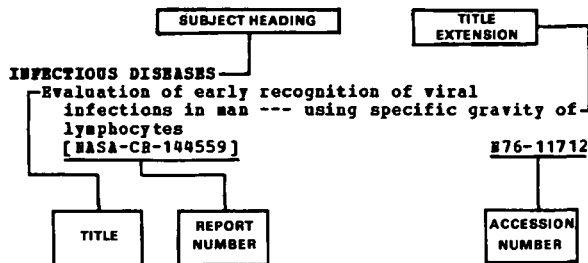 SUBJECT HEADING
TITLE
EXTENSION
INFECTIOUS DISEASES
Evaluation of early recognition of viral
infections in man --- using specific gravity of
lymphocytes
[NASA-CR-144559] N76-11712
TITLE
REPORT
NUMBER
ACCESSION
NUMBER